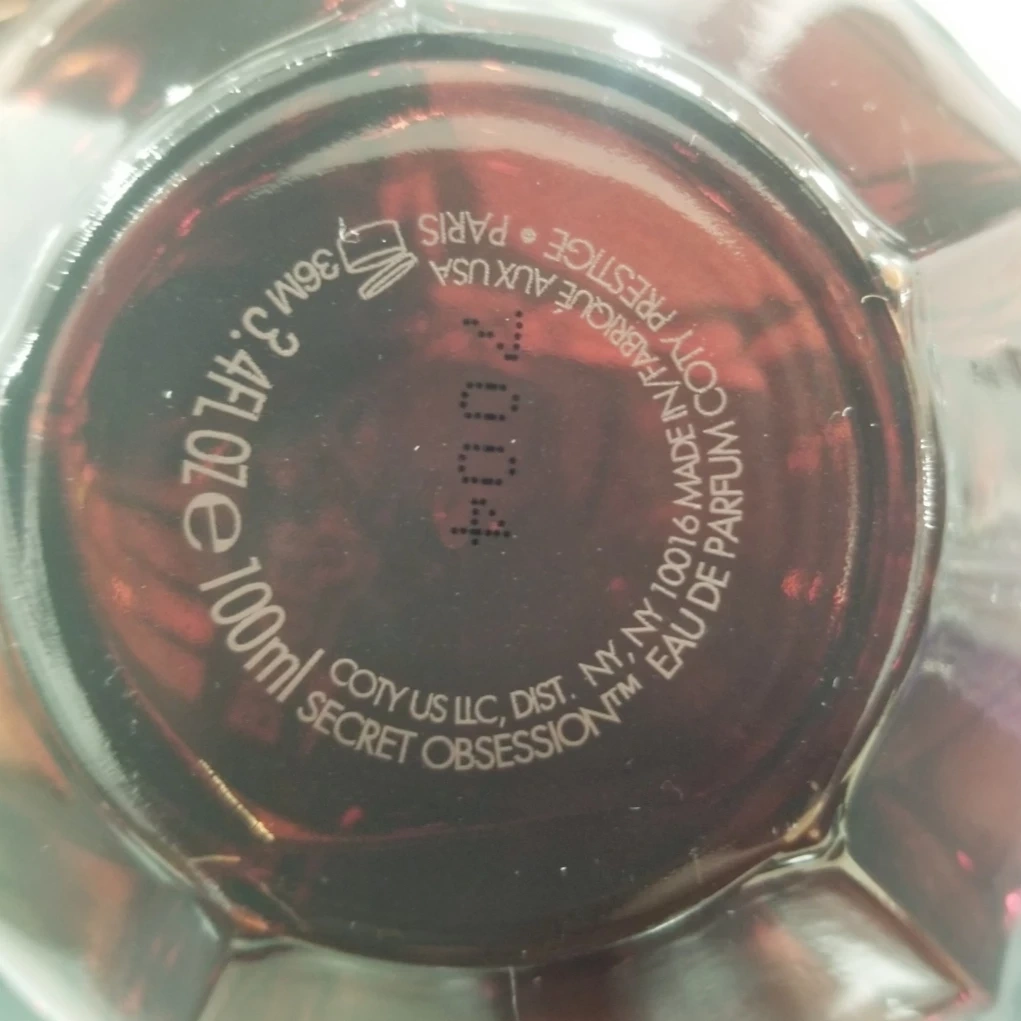 SECRET OBSESSION™ EAU DE PARFUM COTY PRESTIGE • PARIS
COTY US LLC, DIST. NY, NY 10016 MADE IN/FABRIQUÉ AUX USA
36M 3.4FL OZ e 100ml
7004